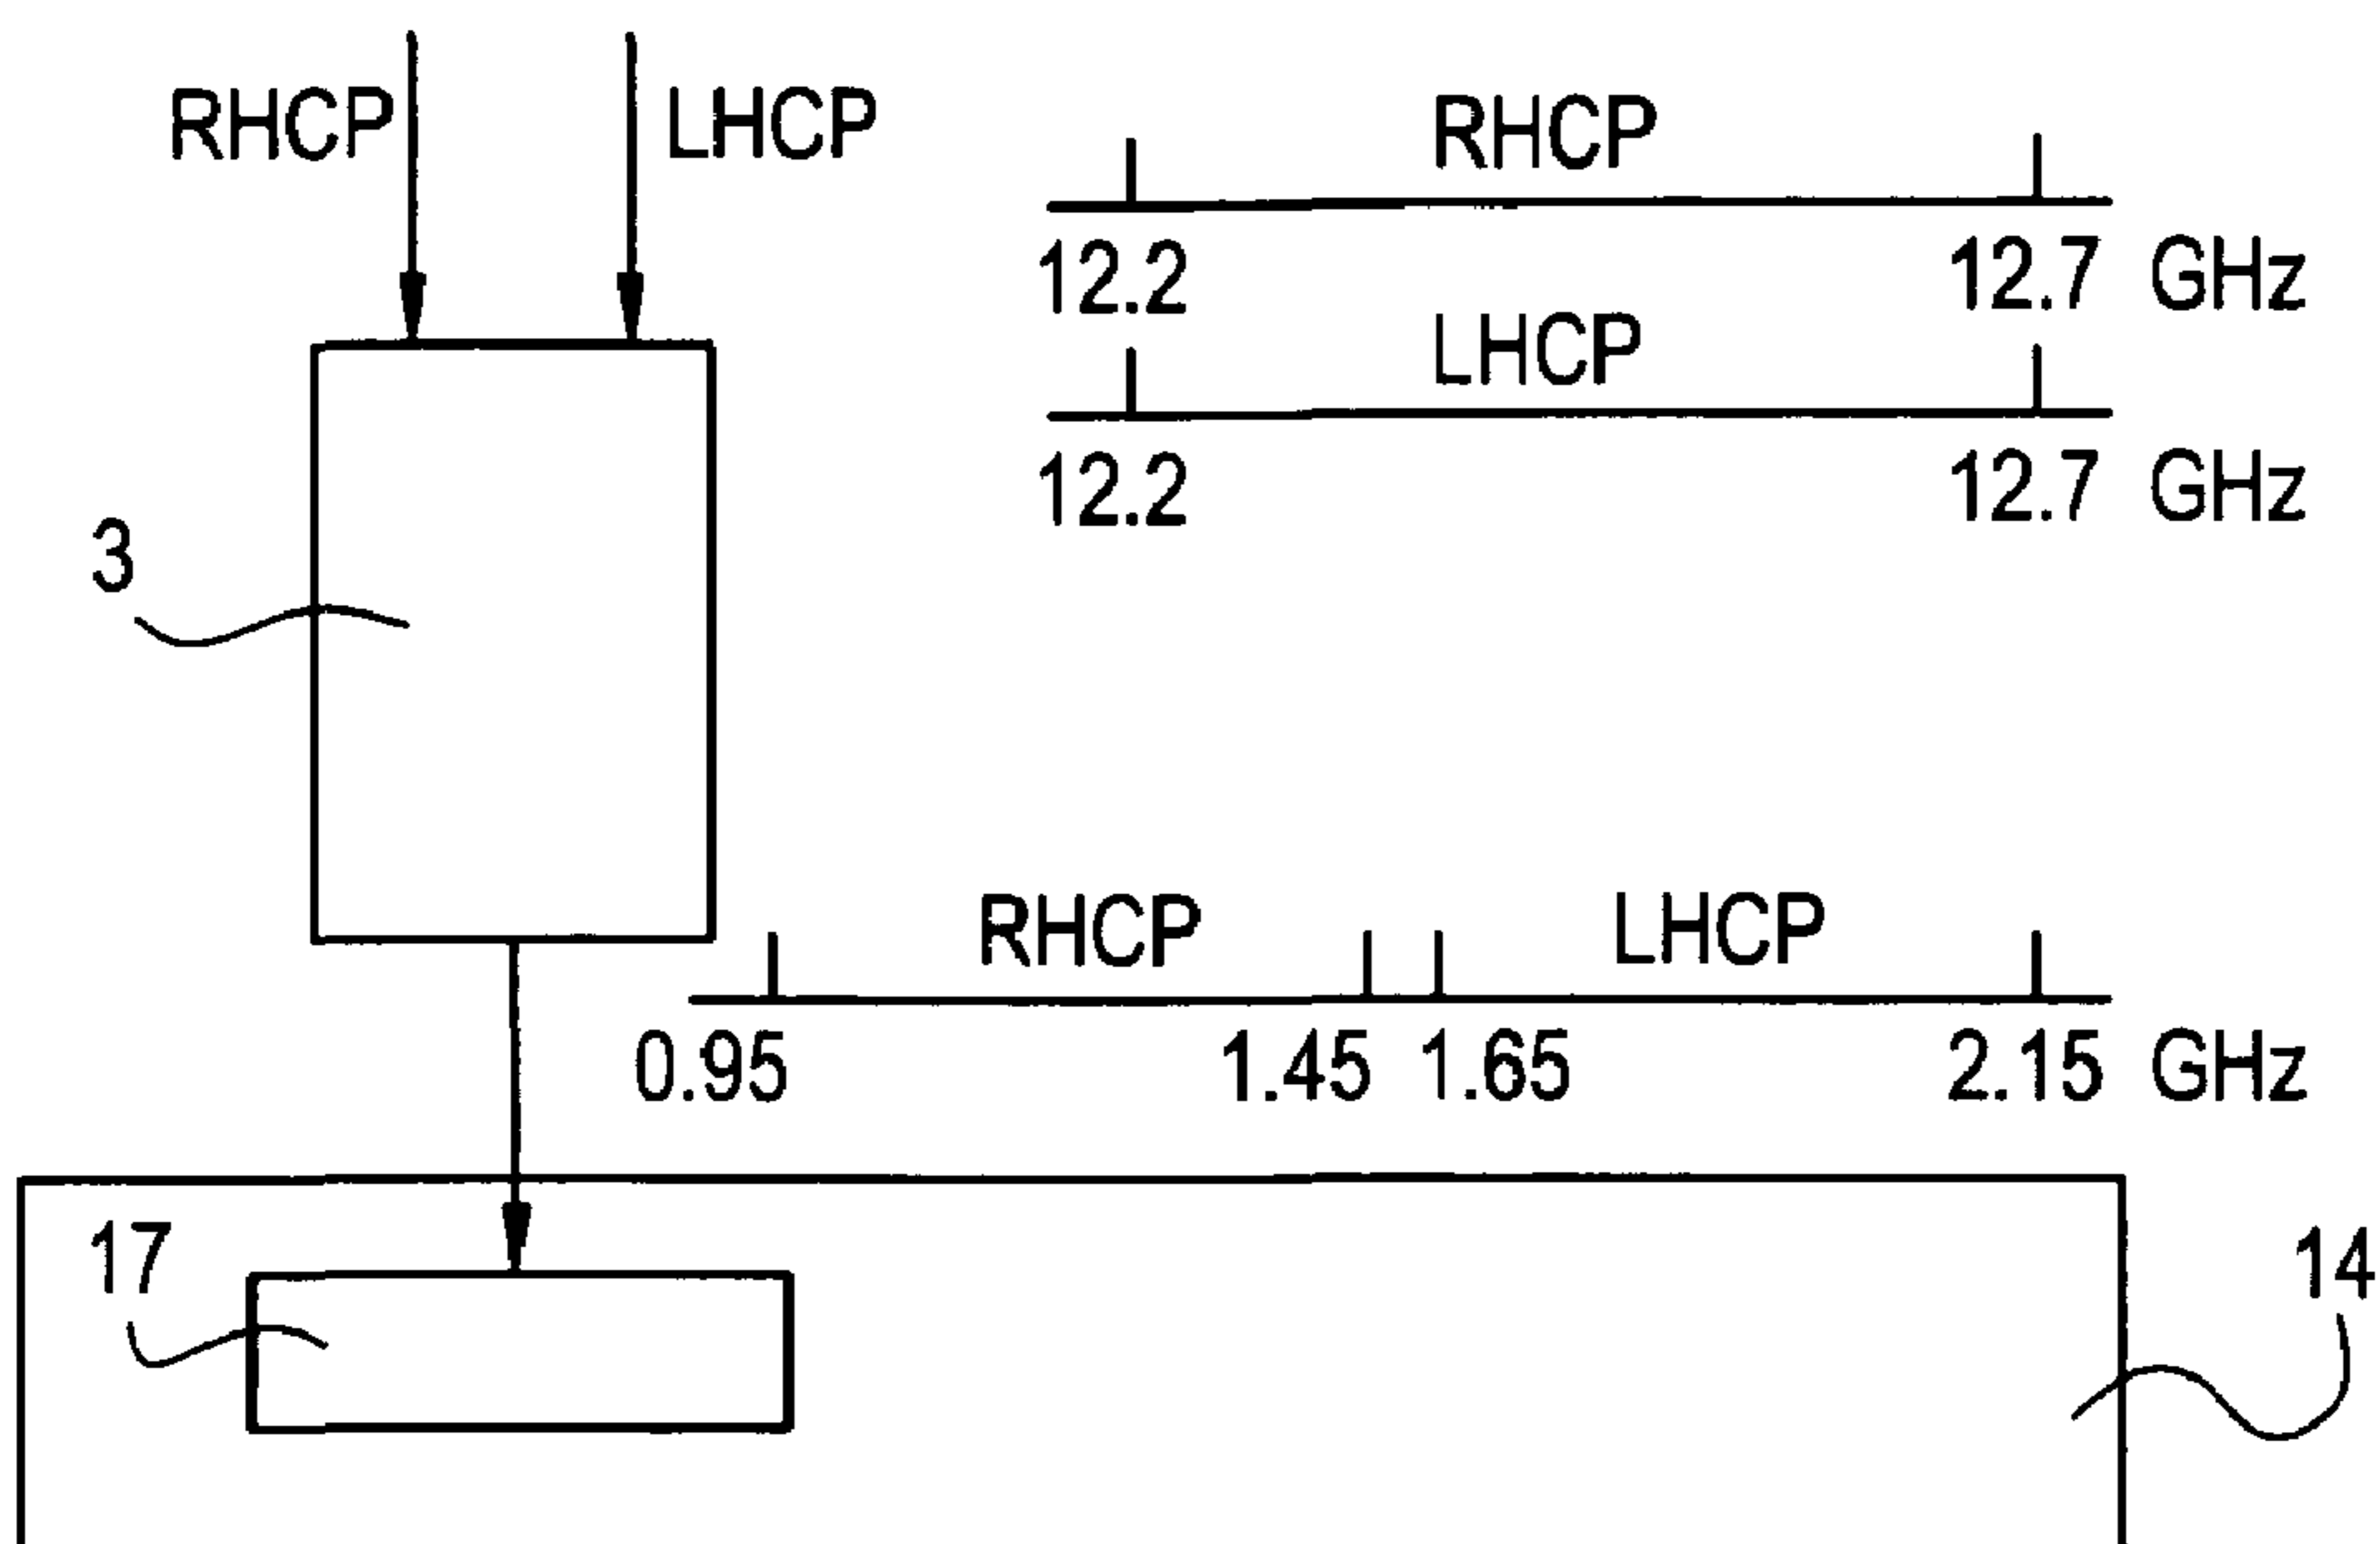 RHCP LHCP
RHCP
12.2 12.7 GHz
LHCP
12.2 12.7 GHz
3
RHCP LHCP
0.95 1.45 1.65 2.15 GHz
17
14